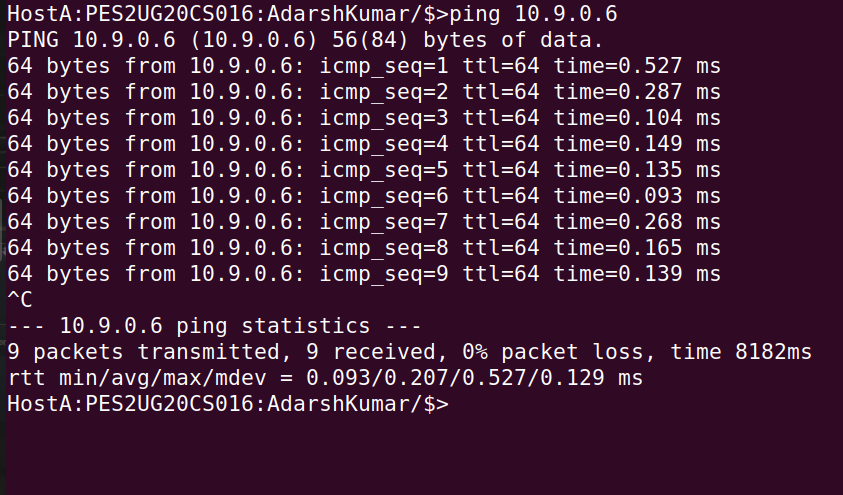 HostA:PES2UG20CS016:AdarshKumar/$>ping 10.9.0.6
PING 10.9.0.6 (10.9.0.6) 56(84) bytes of data.
64 bytes from 10.9.0.6: icmp_seq=1 ttl=64 time=0.527 ms
64 bytes from 10.9.0.6: icmp_seq=2 ttl=64 time=0.287 ms
64 bytes from 10.9.0.6: icmp_seq=3 ttl=64 time=0.104 ms
64 bytes from 10.9.0.6: icmp_seq=4 ttl=64 time=0.149 ms
64 bytes from 10.9.0.6: icmp_seq=5 ttl=64 time=0.135 ms
64 bytes from 10.9.0.6: icmp_seq=6 ttl=64 time=0.093 ms
64 bytes from 10.9.0.6: icmp_seq=7 ttl=64 time=0.268 ms
64 bytes from 10.9.0.6: icmp_seq=8 ttl=64 time=0.165 ms
64 bytes from 10.9.0.6: icmp_seq=9 ttl=64 time=0.139 ms
^C
--- 10.9.0.6 ping statistics ---
9 packets transmitted, 9 received, 0% packet loss, time 8182ms
rtt min/avg/max/mdev = 0.093/0.207/0.527/0.129 ms
HostA:PES2UG20CS016:AdarshKumar/$>